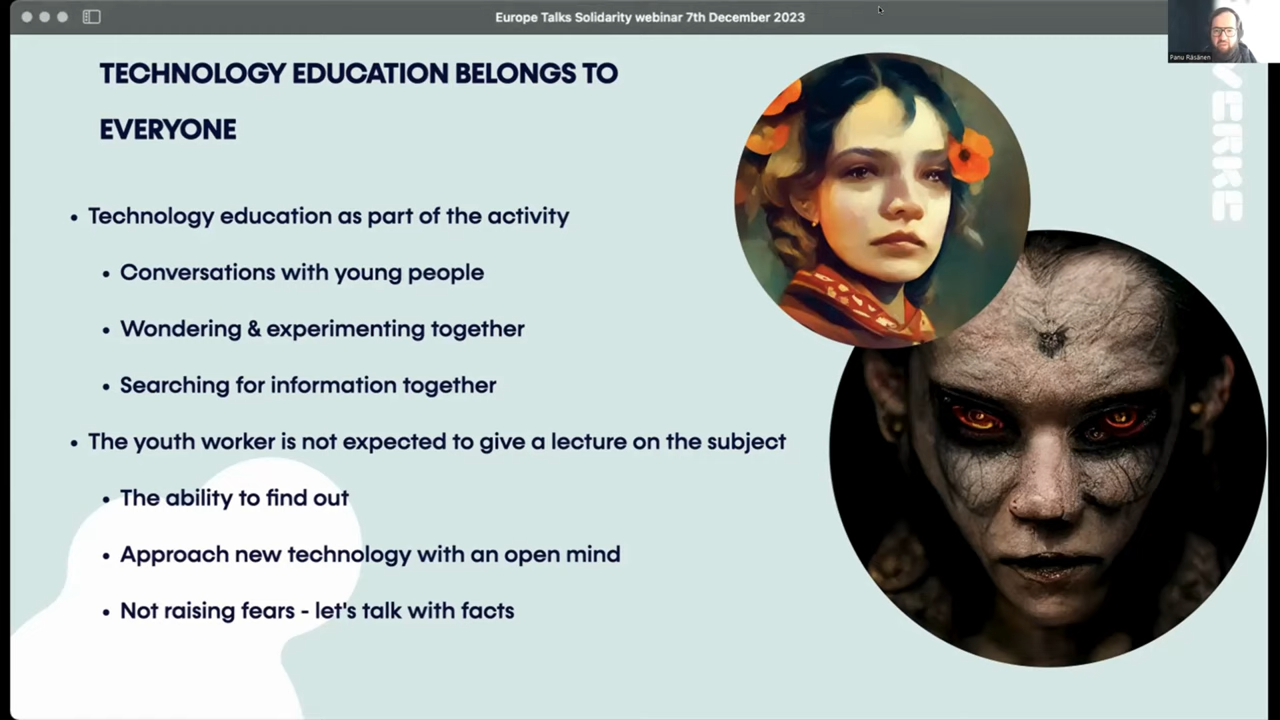 Europe Talks Solidarity webinar 7th December 2023
Panu Räsänen
TECHNOLOGY EDUCATION BELONGS TO
EVERYONE
• Technology education as part of the activity
• Conversations with young people
• Wondering & experimenting together
• Searching for information together
• The youth worker is not expected to give a lecture on the subject
• The ability to find out
• Approach new technology with an open mind
• Not raising fears - let's talk with facts
VERKE